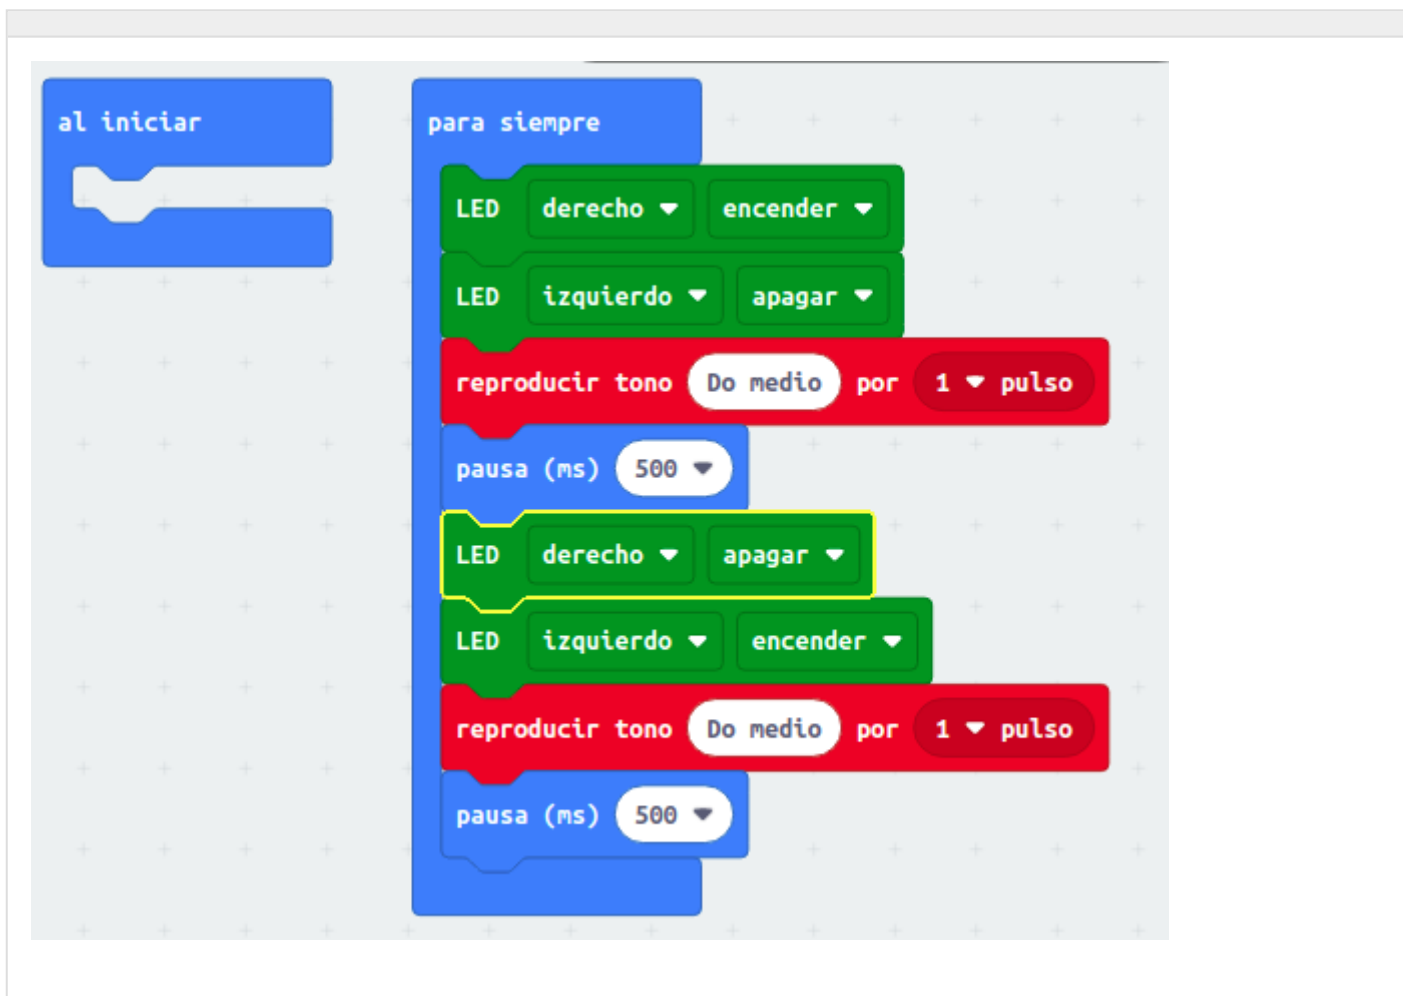 al iniciar
para siempre
LED derecho encender
LED izquierdo apagar
reproducir tono Do medio por 1 pulso
pausa (ms) 500
LED derecho apagar
LED izquierdo encender
reproducir tono Do medio por 1 pulso
pausa (ms) 500